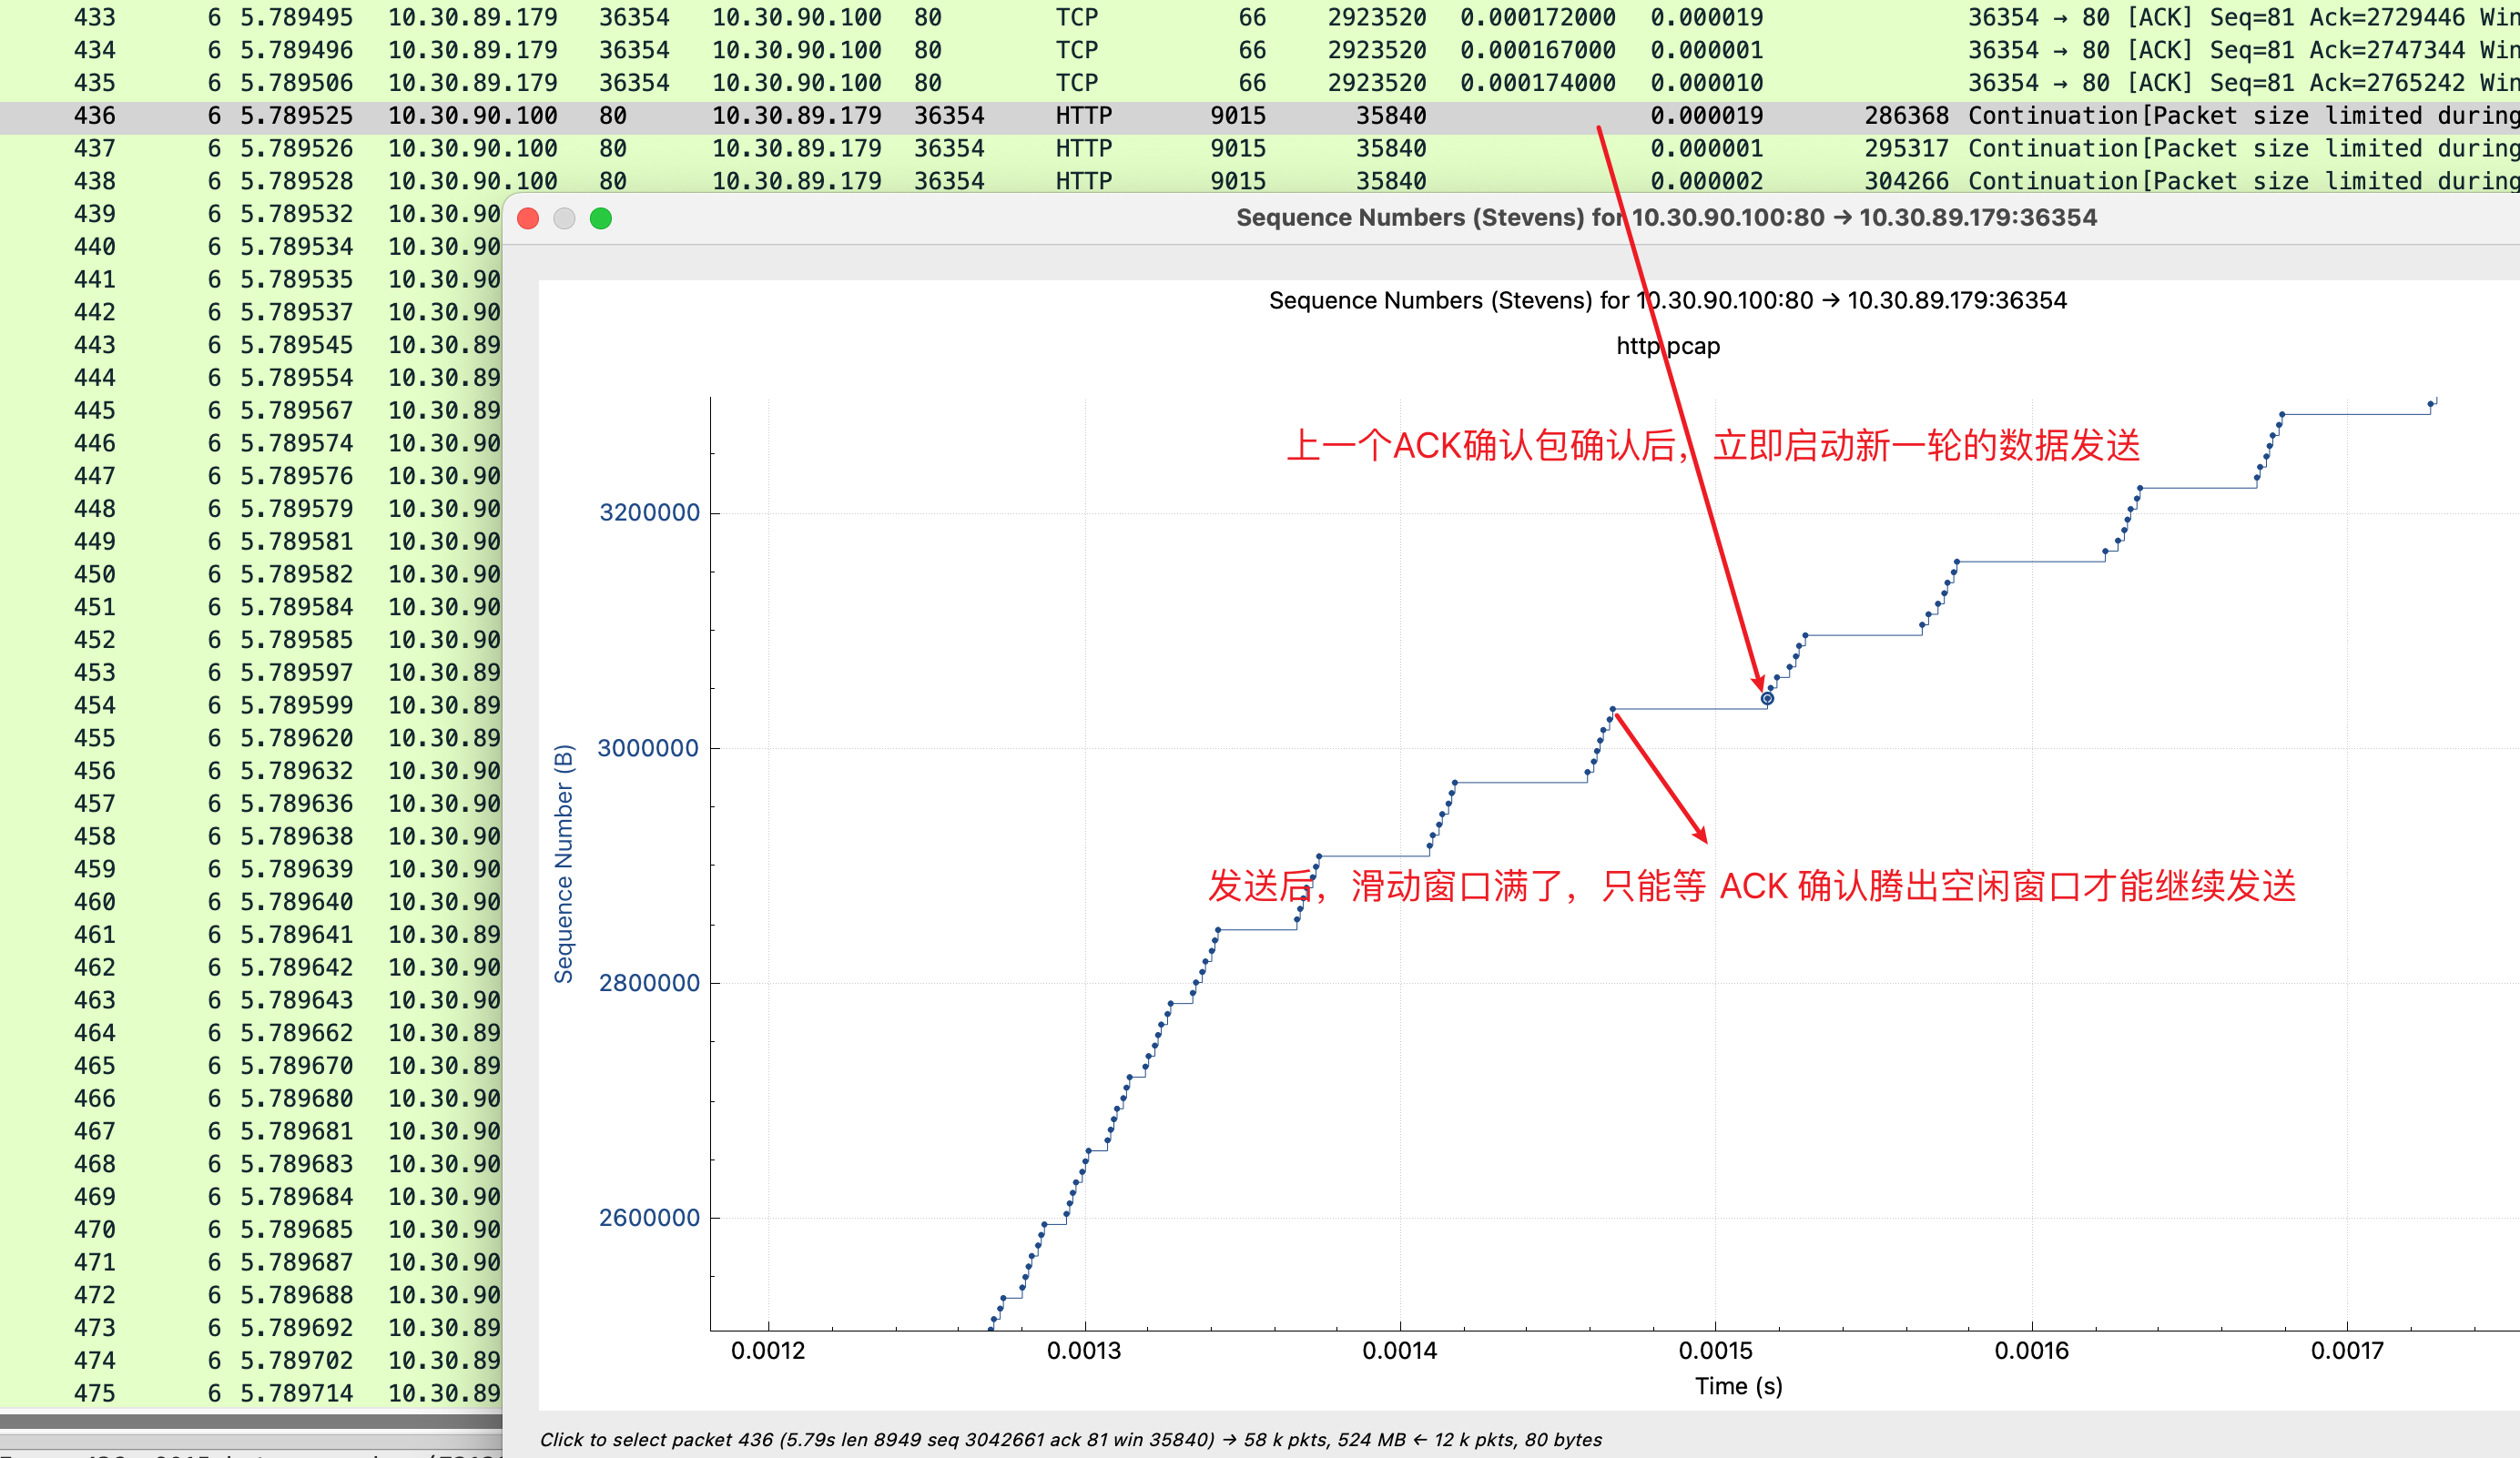 433 6 5.789495 10.30.89.179 36354 10.30.90.100 80 TCP 66 2923520 0.000172000 0.000019 36354 → 80 [ACK] Seq=81 Ack=2729446 Win
434 6 5.789496 10.30.89.179 36354 10.30.90.100 80 TCP 66 2923520 0.000167000 0.000001 36354 → 80 [ACK] Seq=81 Ack=2747344 Win
435 6 5.789506 10.30.89.179 36354 10.30.90.100 80 TCP 66 2923520 0.000174000 0.000010 36354 → 80 [ACK] Seq=81 Ack=2765242 Win
436 6 5.789525 10.30.90.100 80 10.30.89.179 36354 HTTP 9015 35840 0.000019 286368 Continuation[Packet size limited during
437 6 5.789526 10.30.90.100 80 10.30.89.179 36354 HTTP 9015 35840 0.000001 295317 Continuation[Packet size limited during
438 6 5.789528 10.30.90.100 80 10.30.89.179 36354 HTTP 9015 35840 0.000002 304266 Continuation[Packet size limited during
439 6 5.789532 10.30.90
440 6 5.789534 10.30.90
441 6 5.789535 10.30.90
442 6 5.789537 10.30.90
443 6 5.789545 10.30.89
444 6 5.789554 10.30.89
445 6 5.789567 10.30.89
446 6 5.789574 10.30.90
447 6 5.789576 10.30.90
448 6 5.789579 10.30.90
449 6 5.789581 10.30.90
450 6 5.789582 10.30.90
451 6 5.789584 10.30.90
452 6 5.789585 10.30.90
453 6 5.789597 10.30.89
454 6 5.789599 10.30.89
455 6 5.789620 10.30.89
456 6 5.789632 10.30.90
457 6 5.789636 10.30.90
458 6 5.789638 10.30.90
459 6 5.789639 10.30.90
460 6 5.789640 10.30.90
461 6 5.789641 10.30.89
462 6 5.789642 10.30.90
463 6 5.789643 10.30.90
464 6 5.789662 10.30.89
465 6 5.789670 10.30.89
466 6 5.789680 10.30.90
467 6 5.789681 10.30.90
468 6 5.789683 10.30.90
469 6 5.789684 10.30.90
470 6 5.789685 10.30.90
471 6 5.789687 10.30.90
472 6 5.789688 10.30.90
473 6 5.789692 10.30.89
474 6 5.789702 10.30.89
475 6 5.789714 10.30.89
Sequence Numbers (Stevens) for 10.30.90.100:80 → 10.30.89.179:36354
Sequence Numbers (Stevens) for 10.30.90.100:80 → 10.30.89.179:36354
http.pcap
上一个ACK确认包确认后，立即启动新一轮的数据发送
3200000
3000000
发送后，滑动窗口满了，只能等 ACK 确认腾出空闲窗口才能继续发送
2800000
2600000
Sequence Number (B)
0.0012 0.0013 0.0014 0.0015 0.0016 0.0017
Time (s)
Click to select packet 436 (5.79s len 8949 seq 3042661 ack 81 win 35840) → 58 k pkts, 524 MB ← 12 k pkts, 80 bytes